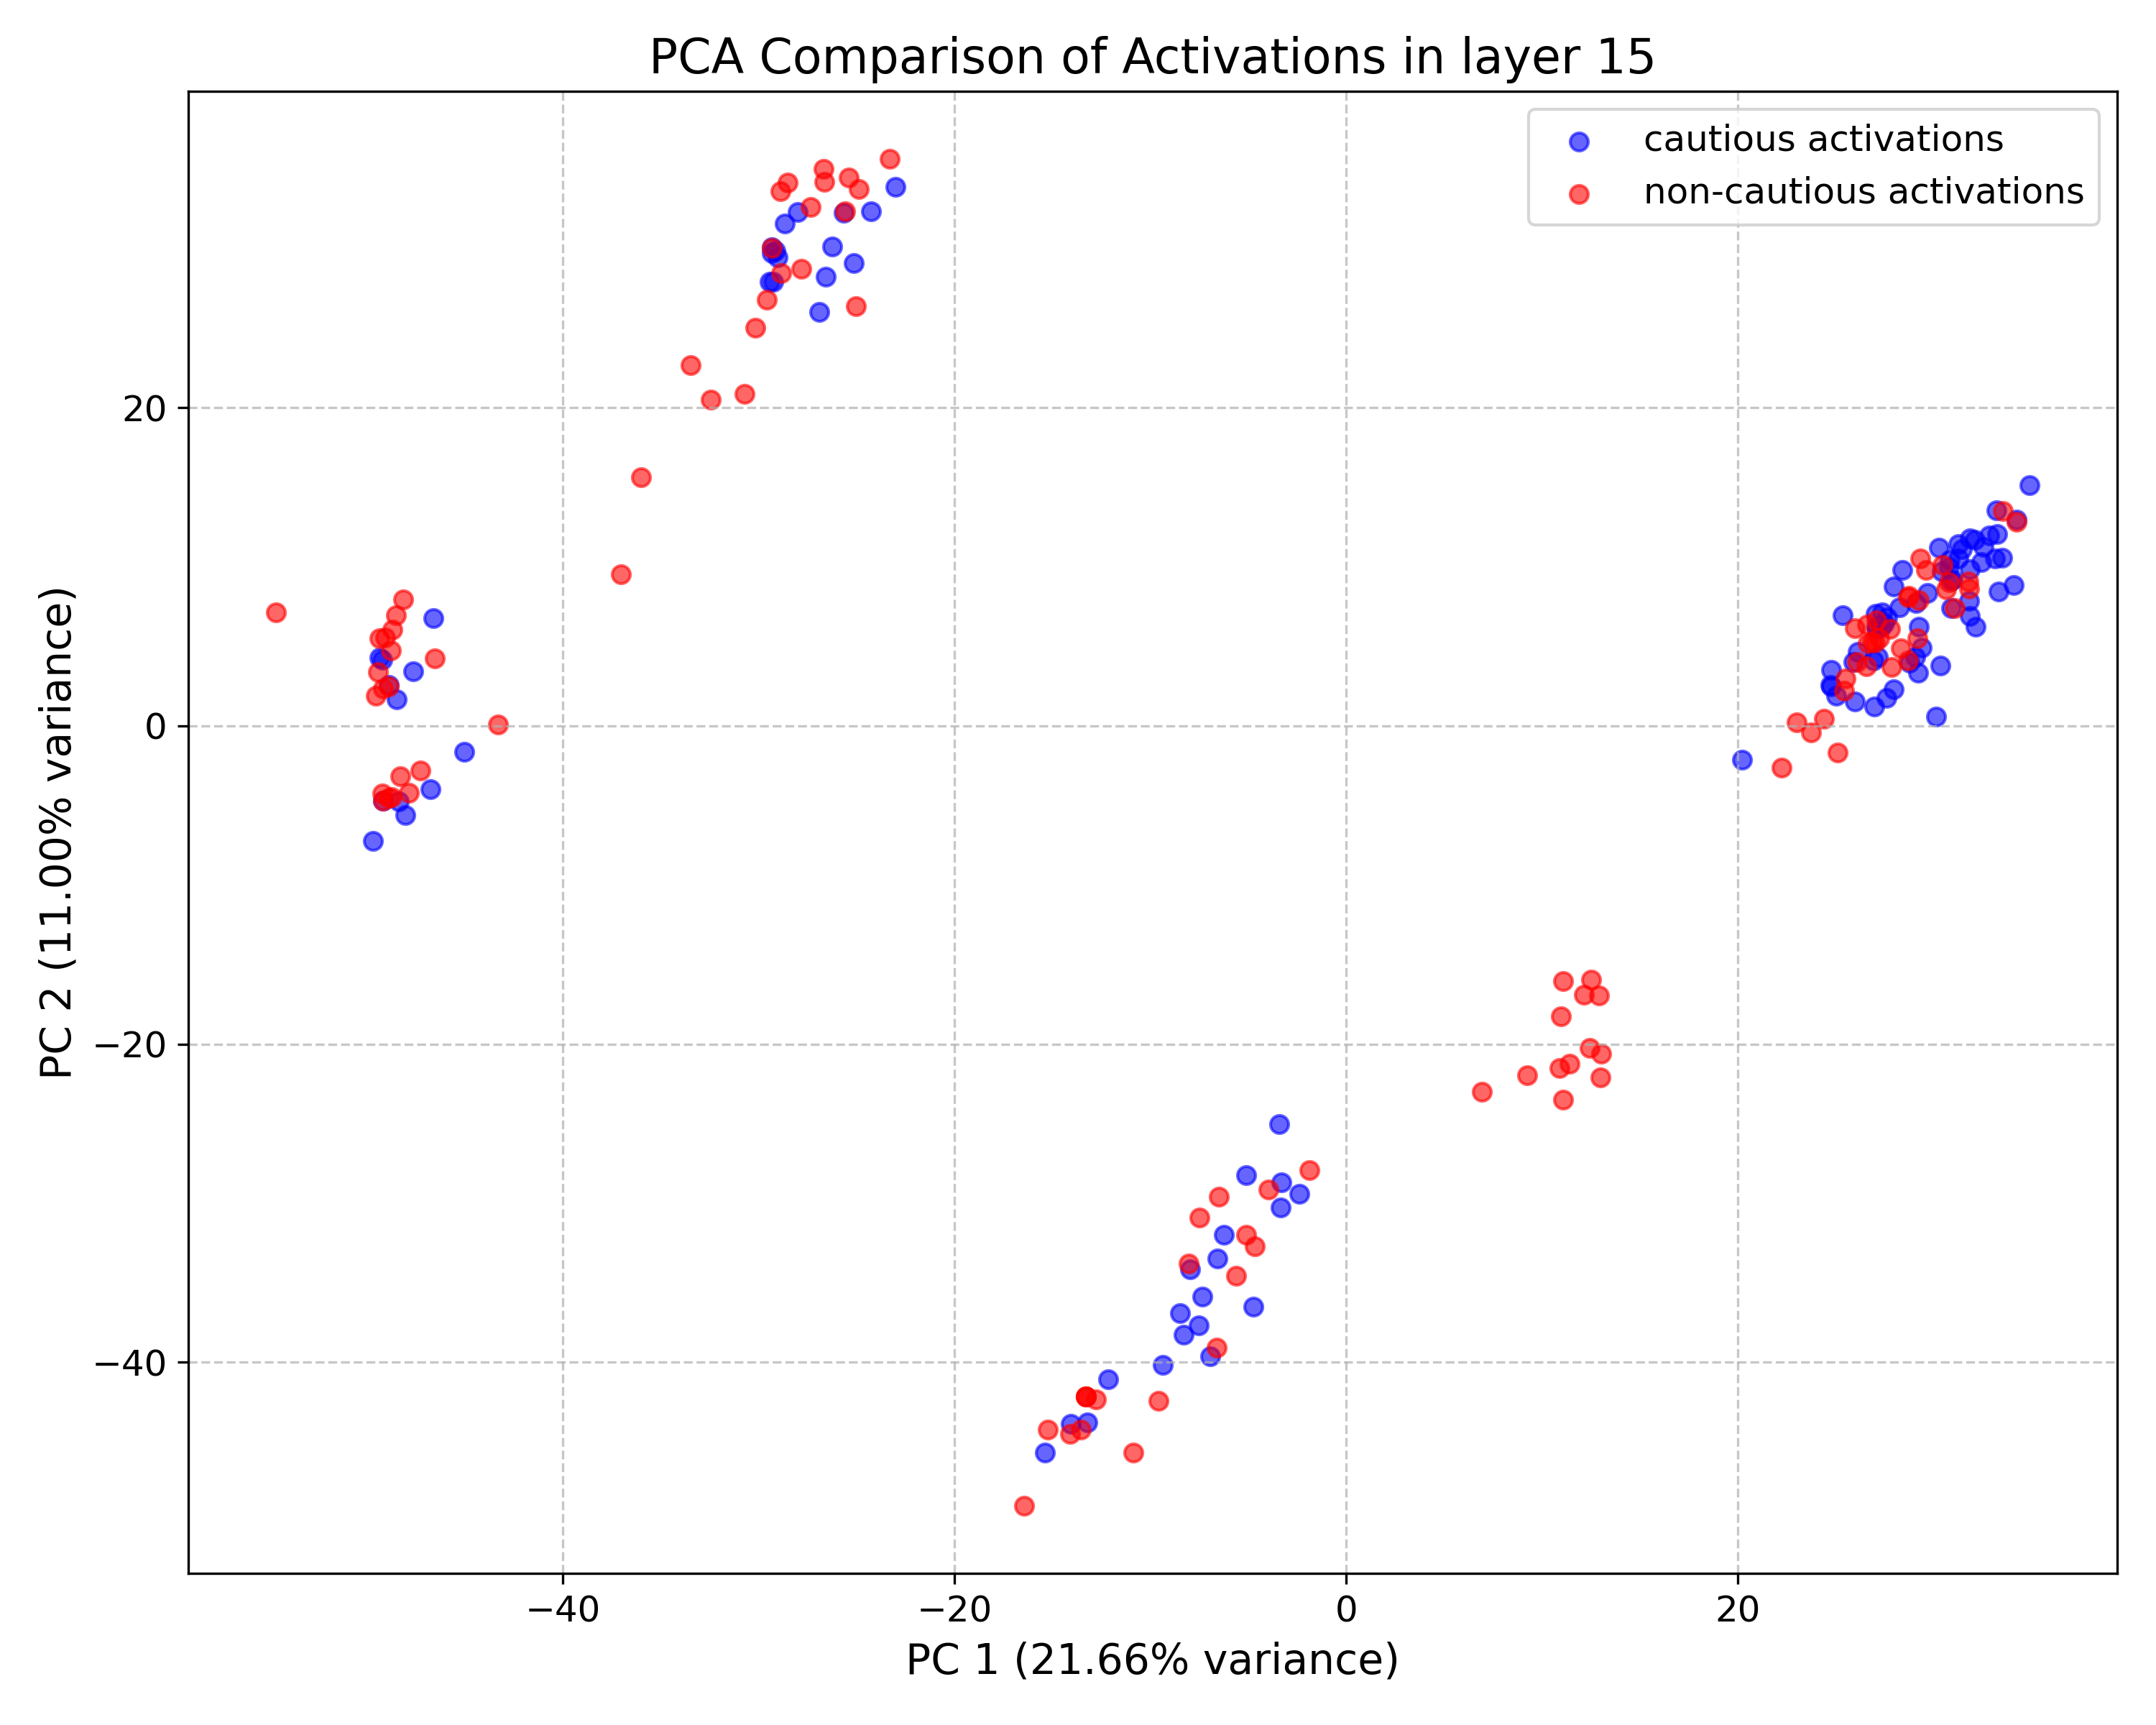 PCA Comparison of Activations in layer 15
cautious activations
non-cautious activations
20
0
−20
−40
PC 2 (11.00% variance)
−40
−20
0
20
PC 1 (21.66% variance)